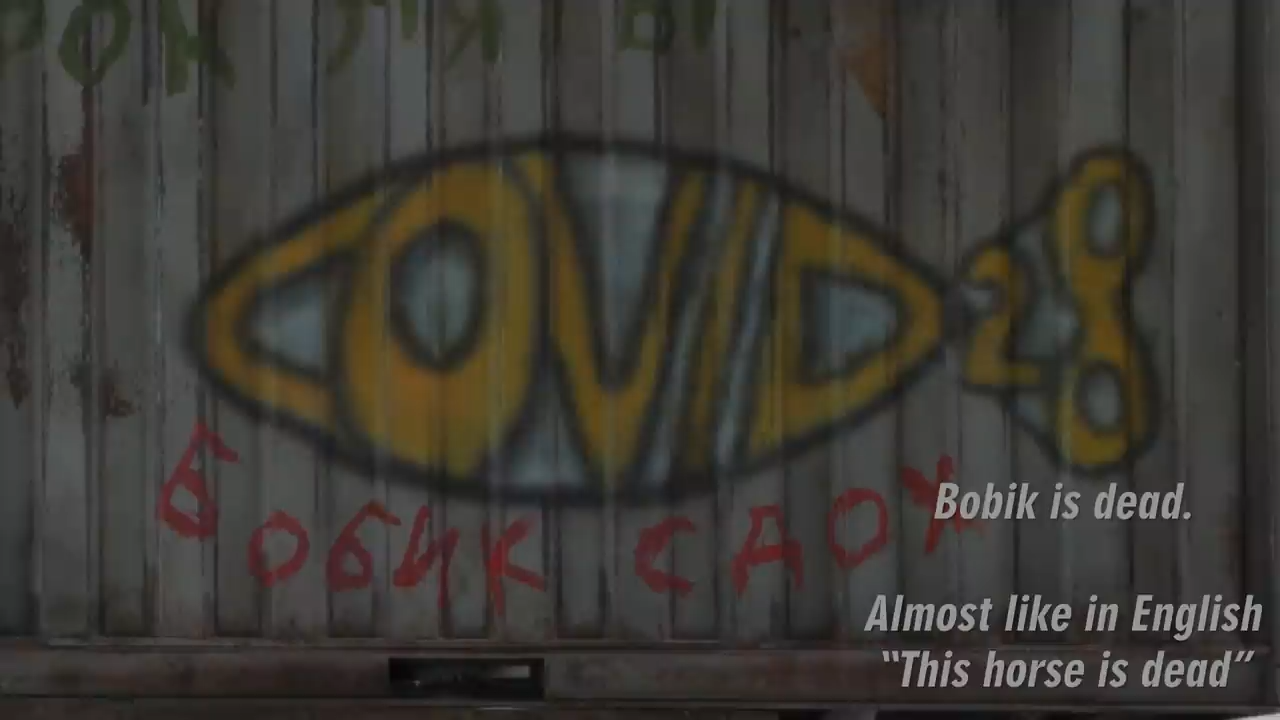 COVID 28
Бобик сдох
Bobik is dead.
Almost like in English
“This horse is dead”